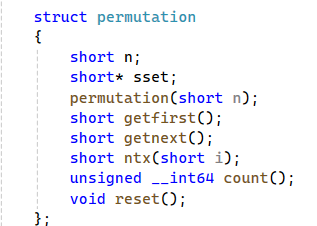 struct permutation
{
short n;
short* sset;
permutation(short n);
short getfirst();
short getnext();
short ntx(short i);
unsigned __int64 count();
void reset();
};